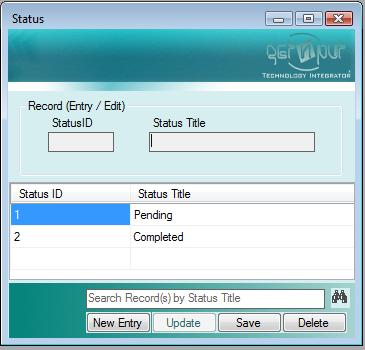 Status
TECHNOLOGY INTEGRATOR
Record (Entry / Edit)
StatusID Status Title
Status ID Status Title
1 Pending
2 Completed
Search Record(s) by Status Title
New Entry Update Save Delete